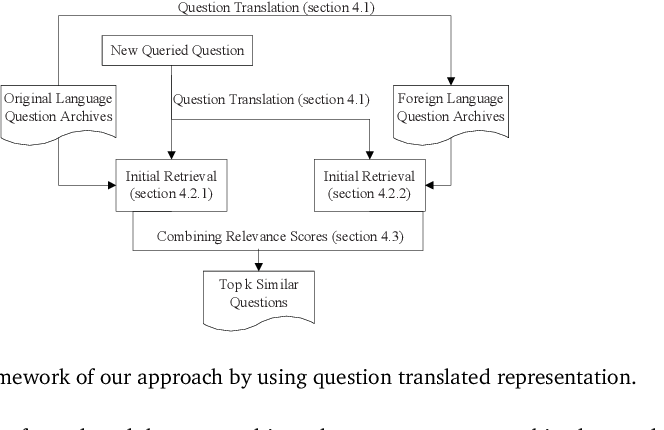 Question Translation (section 4.1)
New Queried Question
Original Language
Question Archives
Question Translation (section 4.1)
Foreign Language
Question Archives
Initial Retrieval
(section 4.2.1)
Initial Retrieval
(section 4.2.2)
Combining Relevance Scores (section 4.3)
Top k Similar
Questions
mework of our approach by using question translated representation.